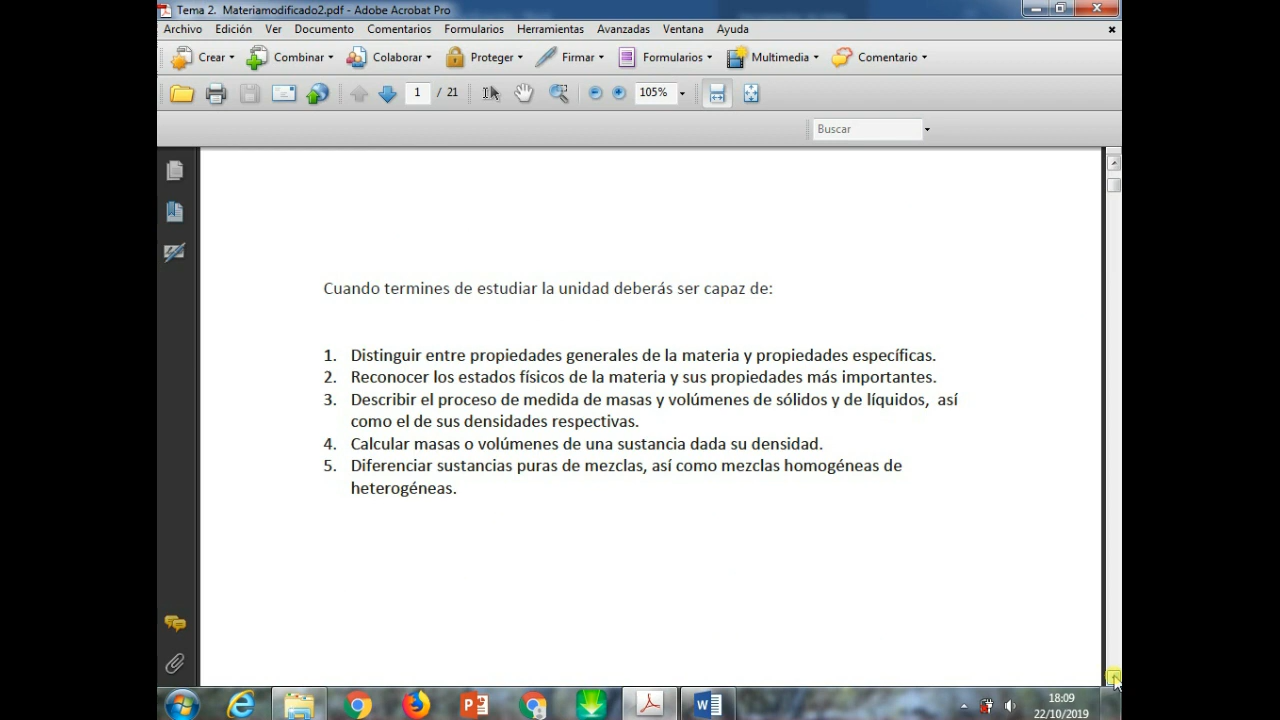 Tema 2. Materiamodificado2.pdf - Adobe Acrobat Pro
Archivo Edición Ver Documento Comentarios Formularios Herramientas Avanzadas Ventana Ayuda
Crear Combinar Colaborar Proteger Firmar Formularios Multimedia Comentario
1 / 21 105%
Buscar
Cuando termines de estudiar la unidad deberás ser capaz de:
1. Distinguir entre propiedades generales de la materia y propiedades específicas.
2. Reconocer los estados físicos de la materia y sus propiedades más importantes.
3. Describir el proceso de medida de masas y volúmenes de sólidos y de líquidos, así
como el de sus densidades respectivas.
4. Calcular masas o volúmenes de una sustancia dada su densidad.
5. Diferenciar sustancias puras de mezclas, así como mezclas homogéneas de
heterogéneas.
18:09
22/10/2019